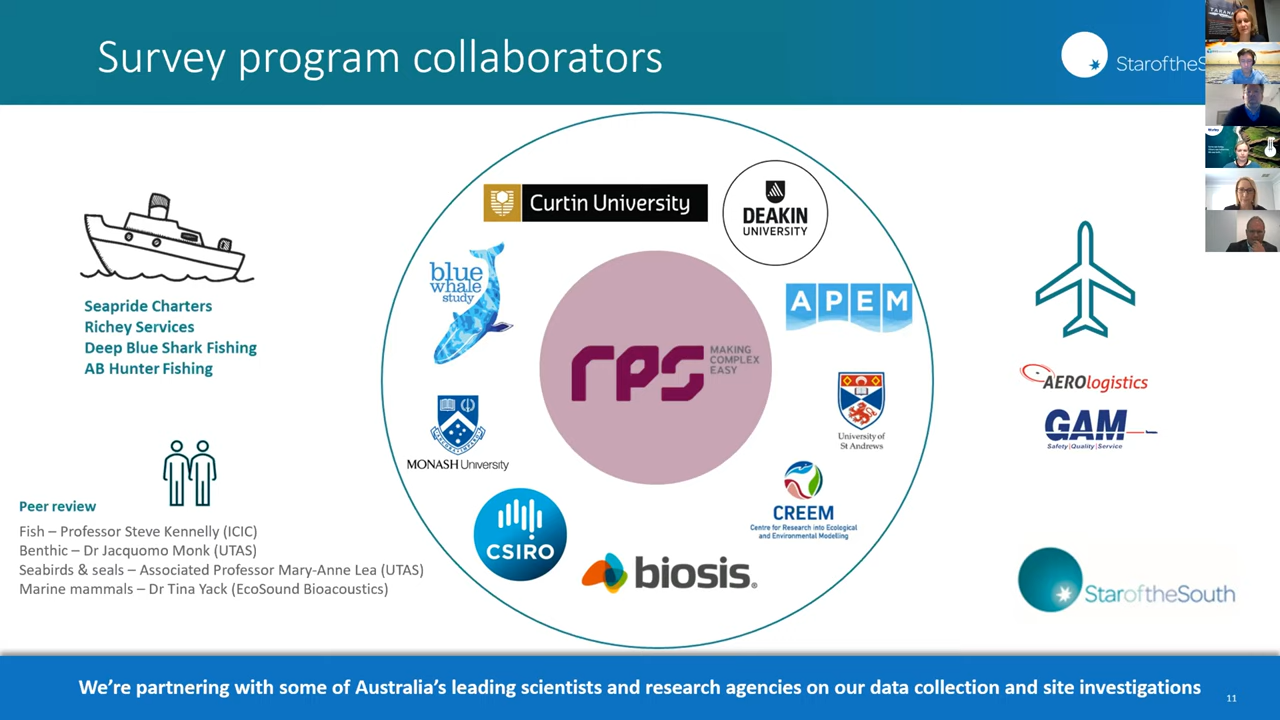 Survey program collaborators
StaroftheS
Curtin University
DEAKIN
UNIVERSITY
blue
whale
study
APEM
Seapride Charters
Richey Services
Deep Blue Shark Fishing
AB Hunter Fishing
rps
MAKING
COMPLEX
EASY
AEROlogistics
GAM
Safety|Quality|Service
University of
St Andrews
MONASH University
Peer review
Fish – Professor Steve Kennelly (ICIC)
Benthic – Dr Jacquomo Monk (UTAS)
Seabirds & seals – Associated Professor Mary-Anne Lea (UTAS)
Marine mammals – Dr Tina Yack (EcoSound Bioacoustics)
CREEM
Centre for Research into Ecological
and Environmental Modelling
CSIRO
biosis®
StaroftheSouth
We’re partnering with some of Australia’s leading scientists and research agencies on our data collection and site investigations
11